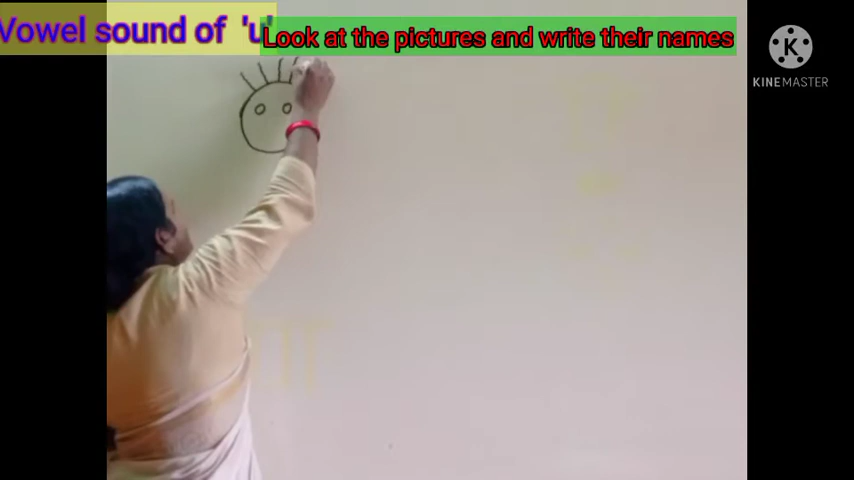 Vowel sound of 'u'
Look at the pictures and write their names
KINEMASTER